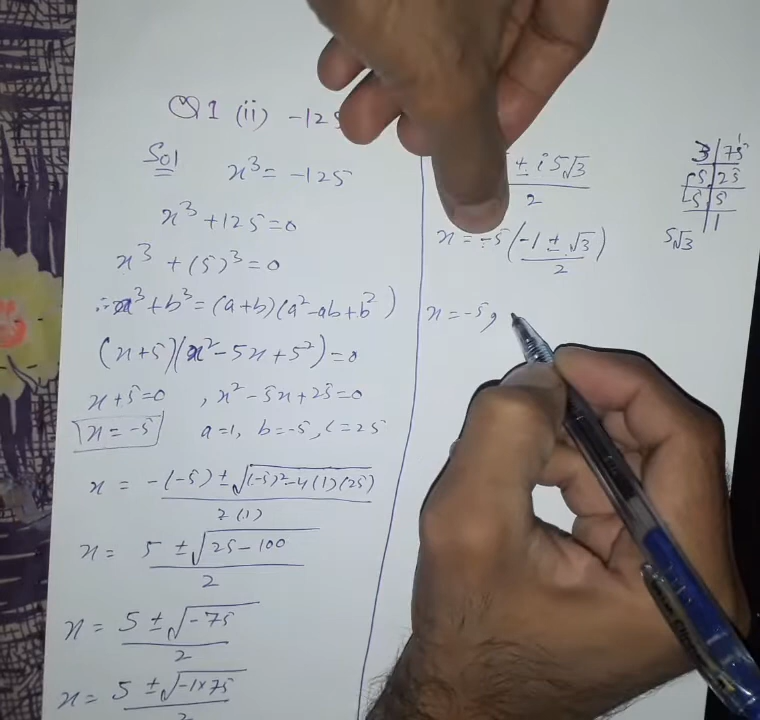 Q1 (ii) -125
Sol
x³ = -125
x³ + 125 = 0
x³ + (5)³ = 0
∴ a³ + b³ = (a+b)(a² - ab + b²)
(x+5)(x² - 5x + 5²) = 0
x + 5 = 0 , x² - 5x + 25 = 0
x = -5 a = 1, b = -5, c = 25
x = -(-5) ± √(-5)² - 4(1)(25) / 2(1)
x = 5 ± √25 - 100 / 2
x = 5 ± √-75 / 2
x = 5 ± √-1×75
± i 5√3 / 2
x = -5 (-1 ± √3 / 2)
x = -5,
3 | 75
5 | 25
5 | 5
1
5√3